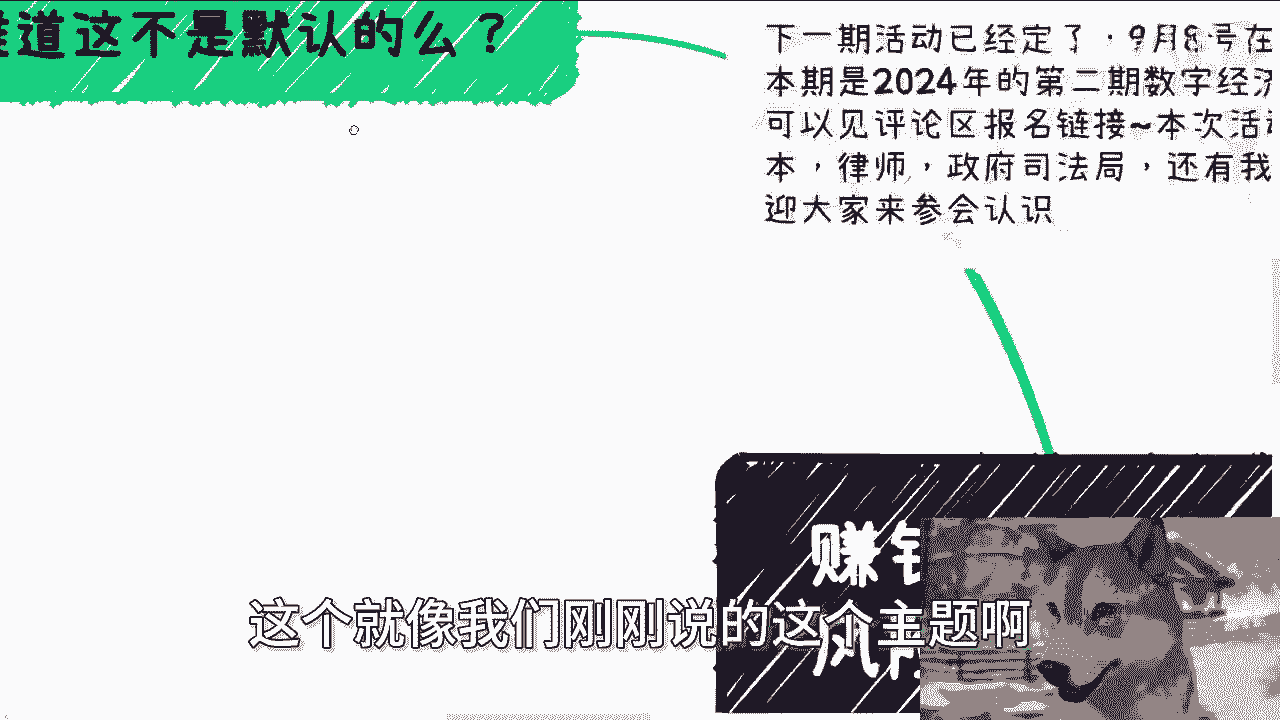 道这不是默认的么？
下一期活动已经定了，9月8号在
本期是2024年的第二期数字经济
可以见评论区报名链接~本次活动
本，律师，政府司法局，还有我
迎大家来参会认识
赚钱
风
这个就像我们刚刚说的这个主题啊